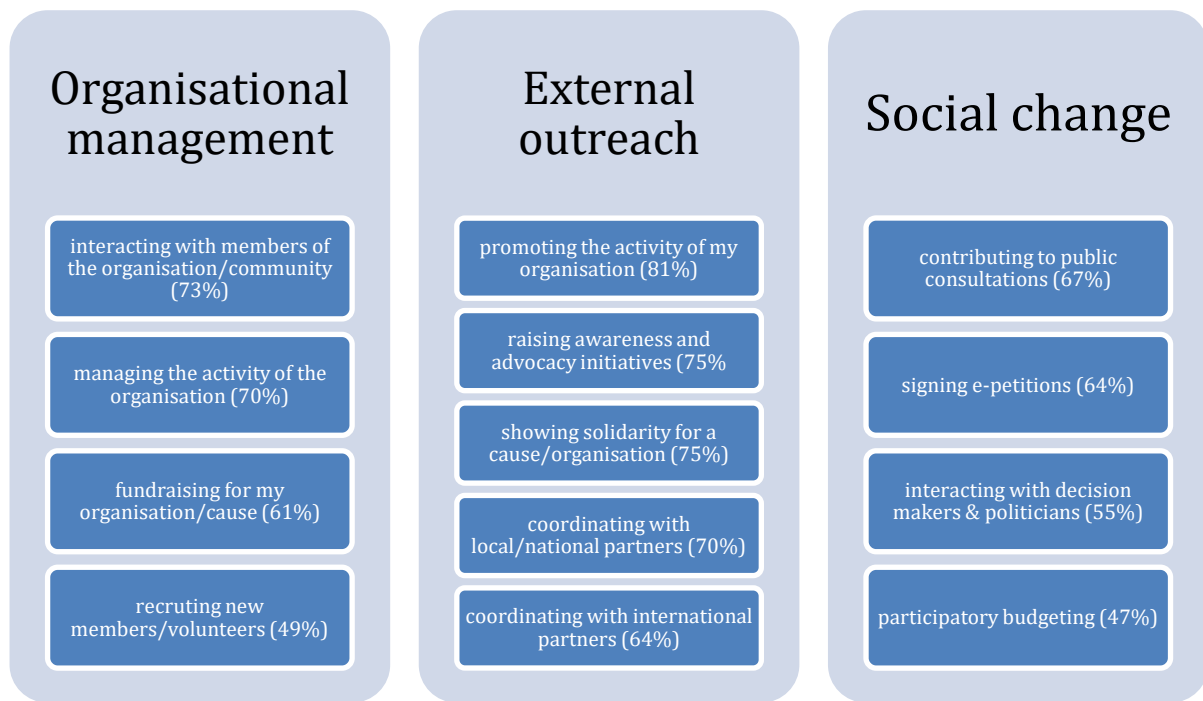 Organisational
management
interacting with members of
the organisation/community
(73%)
managing the activity of the
organisation (70%)
fundraising for my
organisation/cause (61%)
recruting new
members/volunteers (49%)
External
outreach
promoting the activity of my
organisation (81%)
raising awareness and
advocacy initiatives (75%
showing solidarity for a
cause/organisation (75%)
coordinating with
local/national partners (70%)
coordinating with international
partners (64%)
Social change
contributing to public
consultations (67%)
signing e-petitions (64%)
interacting with decision
makers & politicians (55%)
participatory budgeting (47%)